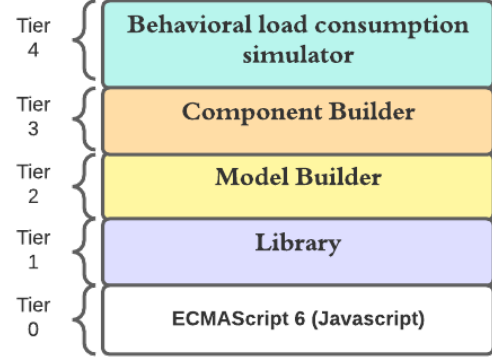 Tier
4
Behavioral load consumption
simulator
Tier
3
Component Builder
Tier
2
Model Builder
Tier
1
Library
Tier
0
ECMAScript 6 (Javascript)